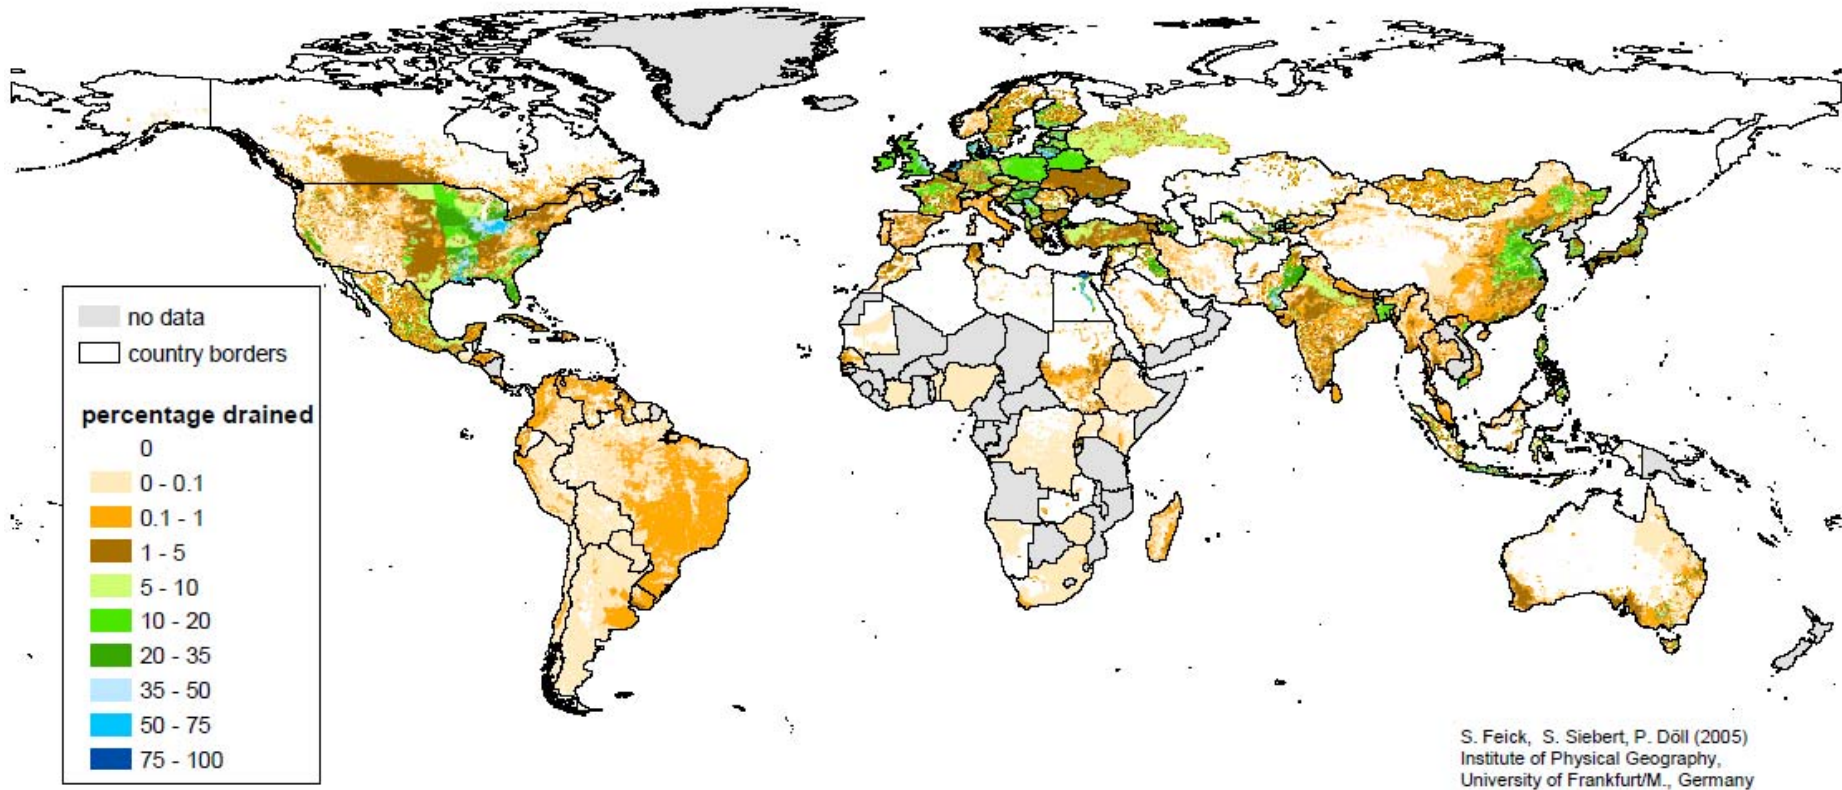 no data
country borders
percentage drained
0
0 - 0.1
0.1 - 1
1 - 5
5 - 10
10 - 20
20 - 35
35 - 50
50 - 75
75 - 100
S. Feick, S. Siebert, P. Döll (2005)
Institute of Physical Geography,
University of Frankfurt/M., Germany